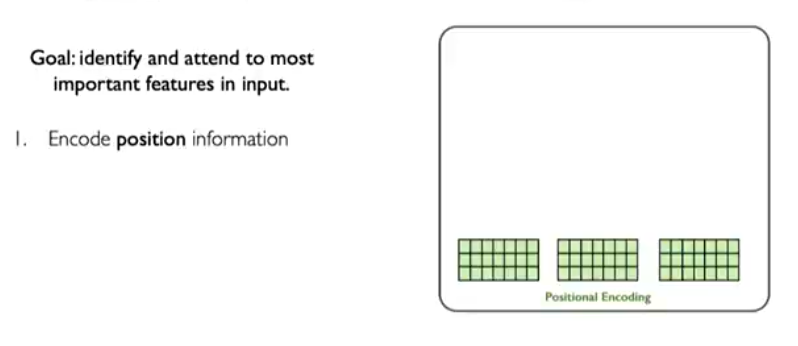 Goal: identify and attend to most
important features in input.
1. Encode position information
Positional Encoding